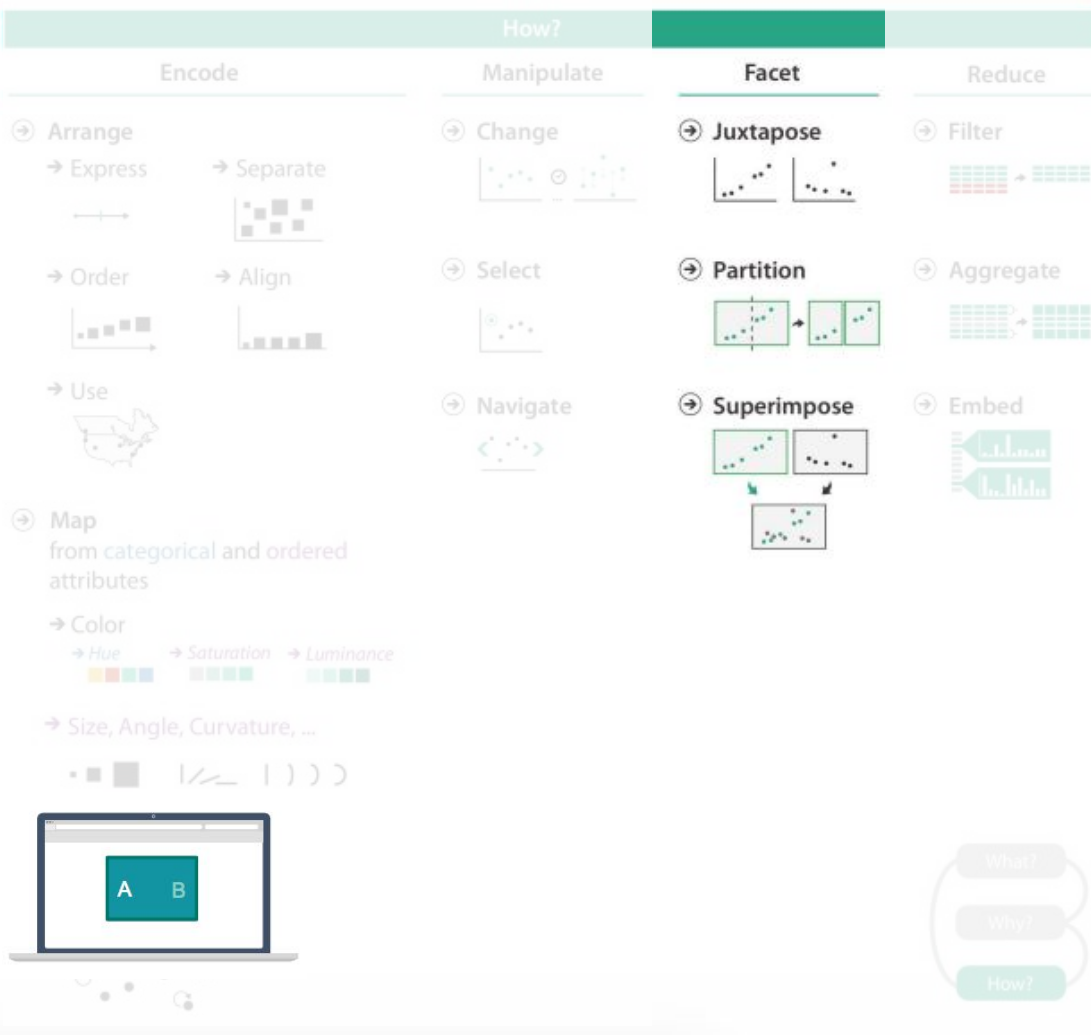 How?
Encode
Manipulate
Facet
Reduce
Arrange
Express
Separate
Order
Align
Use
Map
from categorical and ordered
attributes
Color
Hue
Saturation
Luminance
Size, Angle, Curvature, ...
A B
Change
Select
Navigate
Juxtapose
Partition
Superimpose
Filter
Aggregate
Embed
What?
Why?
How?